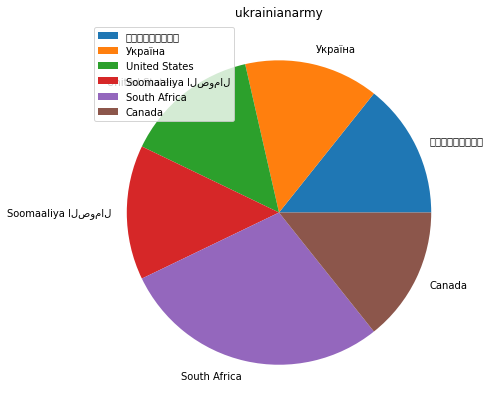 ukrainianarmy
Україна
United States
Soomaaliya الصومال
South Africa
Canada
Україна
Soomaaliya الصومال
South Africa
Canada